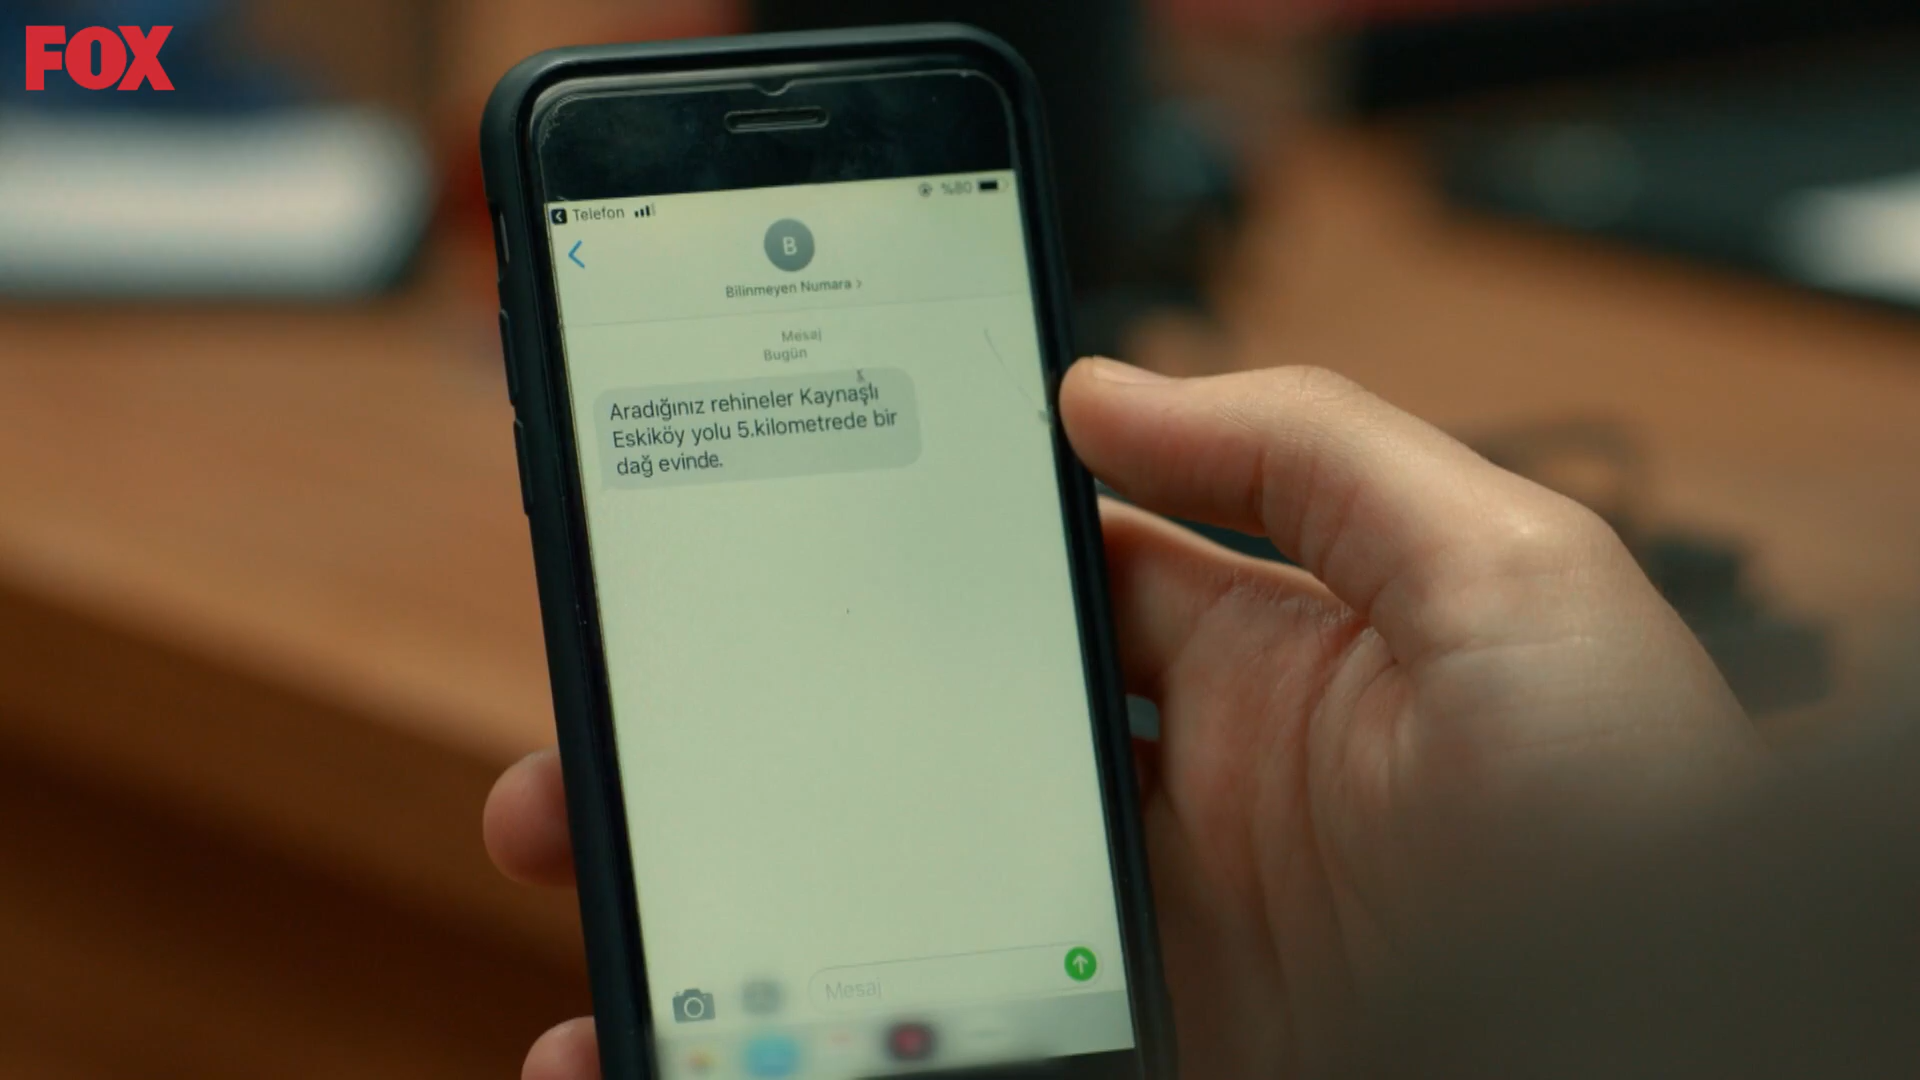 FOX
Telefon
%80
B
Bilinmeyen Numara
Mesaj
Bugün
Aradığınız rehineler Kaynaşlı
Eskiköy yolu 5.kilometrede bir
dağ evinde.
Mesaj